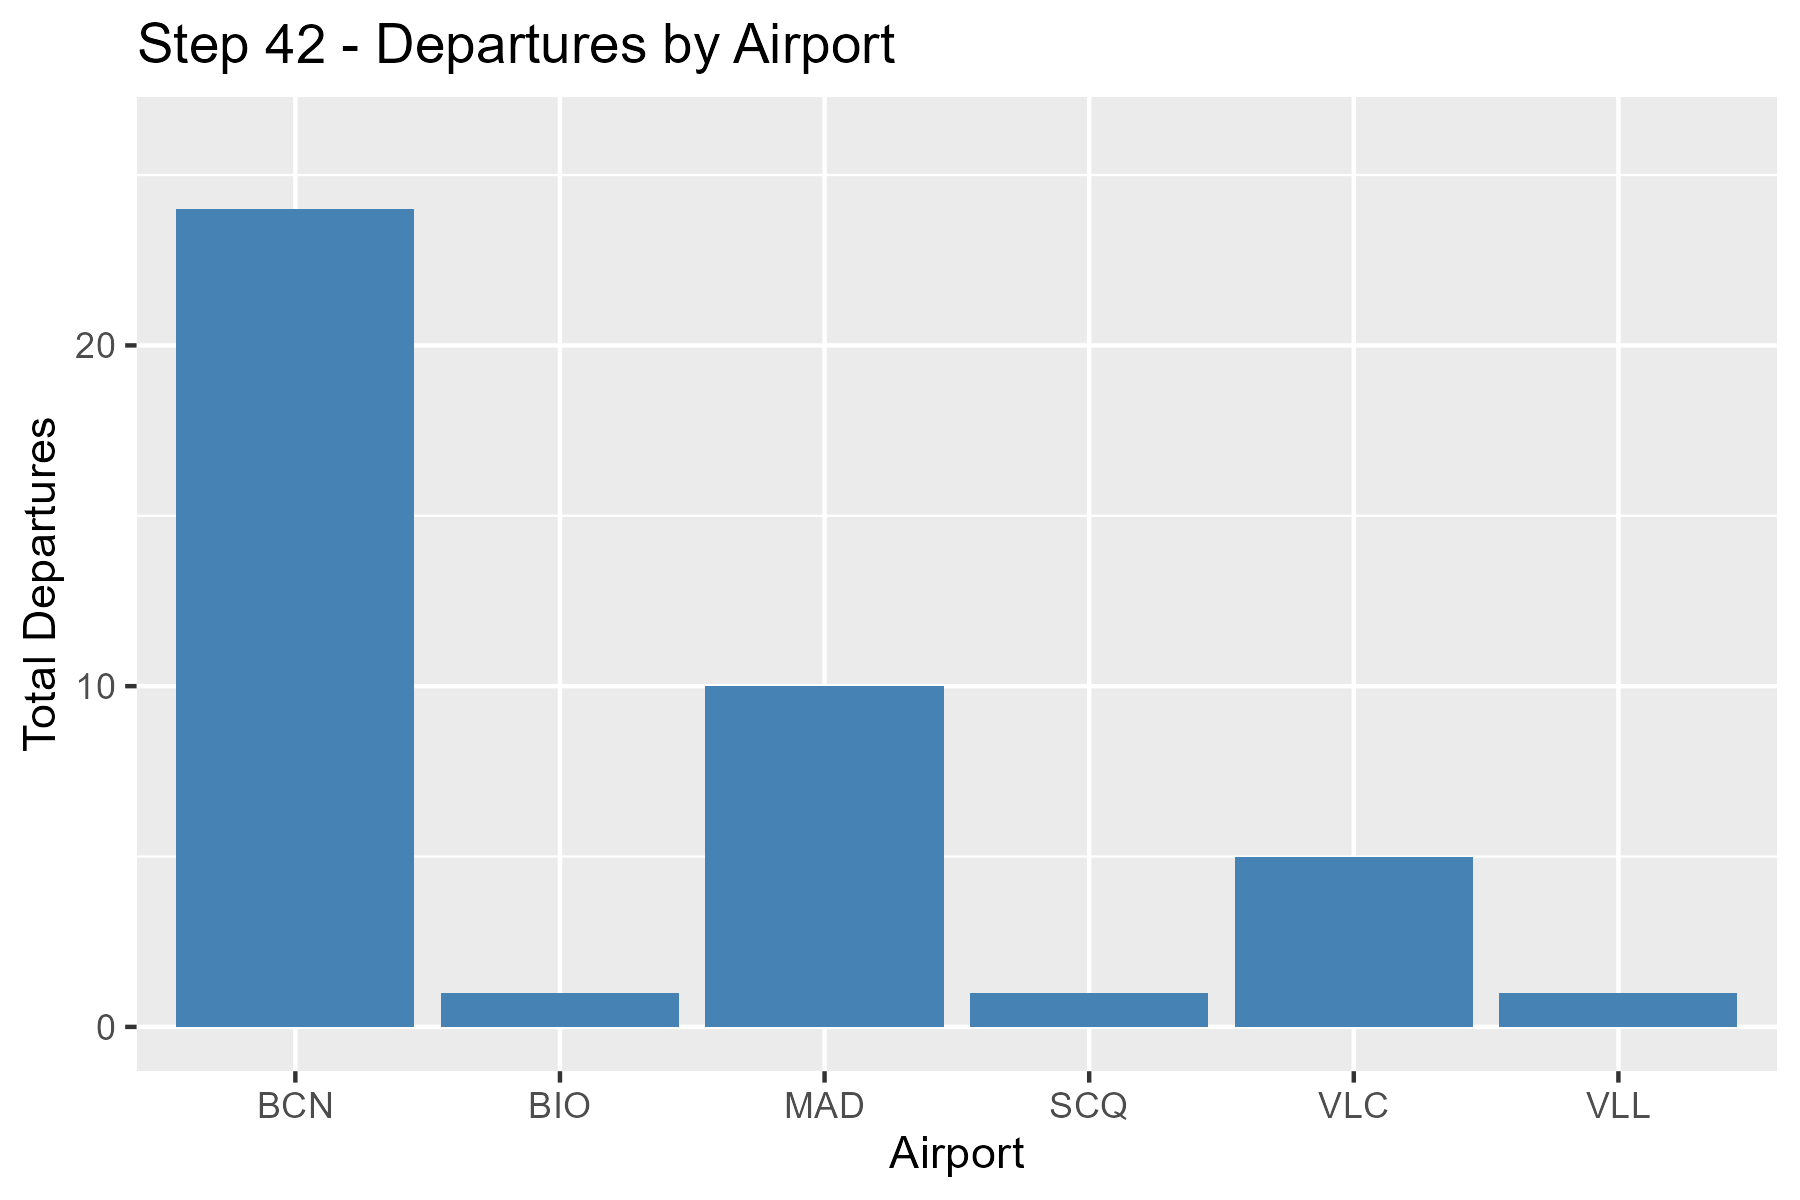 Step 42 - Departures by Airport
Total Departures
20
10
0
BCN BIO MAD SCQ VLC VLL
Airport